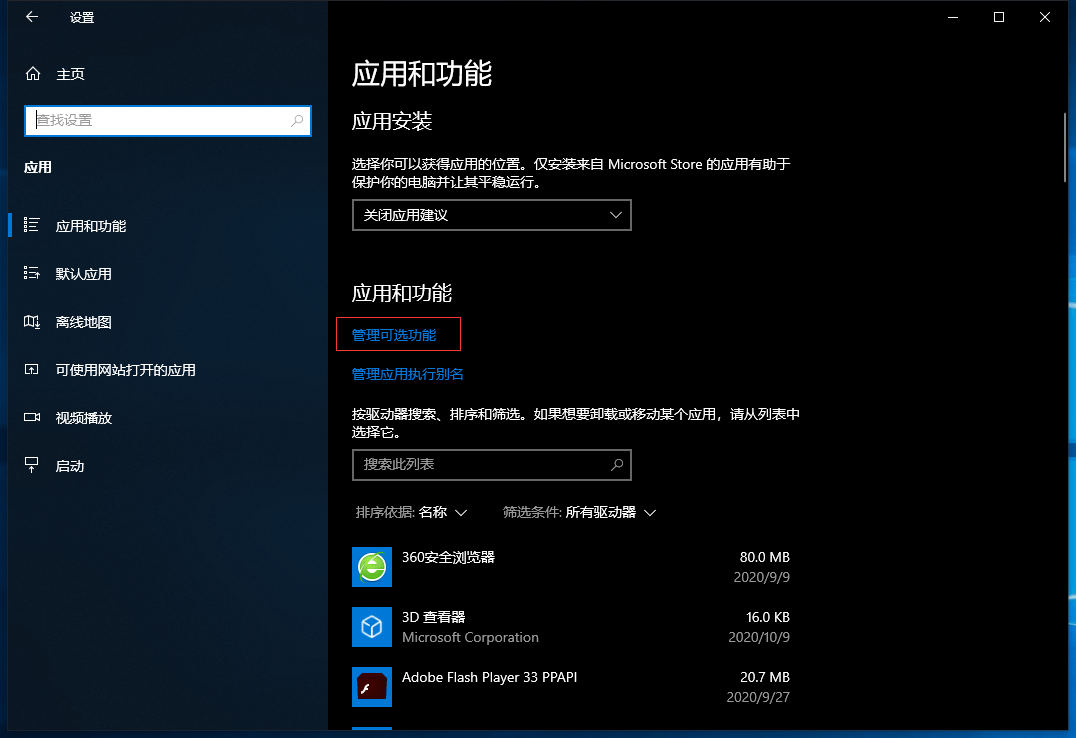 设置
主页
查找设置
应用
应用和功能
默认应用
离线地图
可使用网站打开的应用
视频播放
启动
应用和功能
应用安装
选择你可以获得应用的位置。仅安装来自 Microsoft Store 的应用有助于
保护你的电脑并让其平稳运行。
关闭应用建议
应用和功能
管理可选功能
管理应用执行别名
按驱动器搜索、排序和筛选。如果想要卸载或移动某个应用，请从列表中
选择它。
搜索此列表
排序依据: 名称 筛选条件: 所有驱动器
360安全浏览器 80.0 MB
2020/9/9
3D 查看器 16.0 KB
Microsoft Corporation 2020/10/9
Adobe Flash Player 33 PPAPI 20.7 MB
2020/9/27